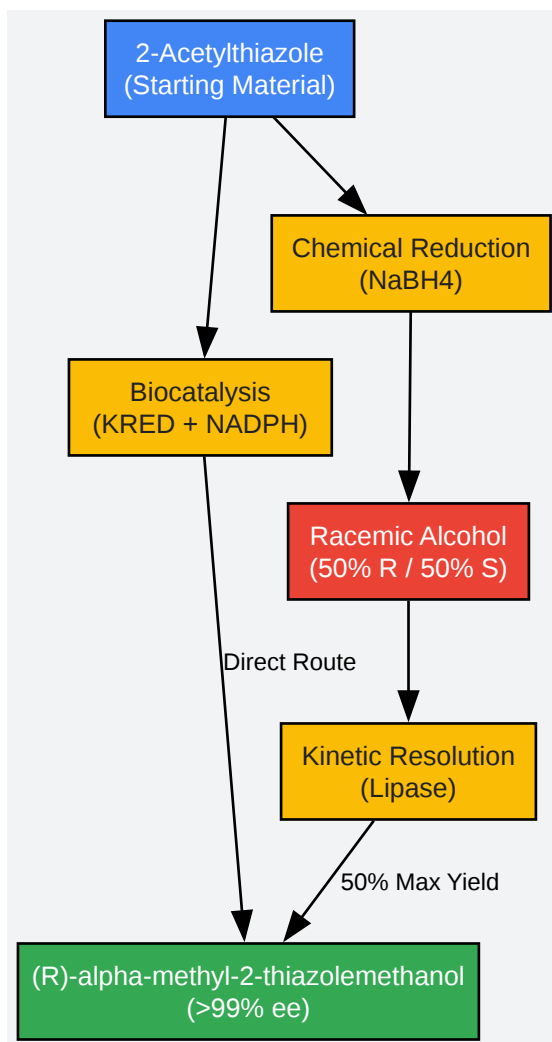 2-Acetylthiazole
(Starting Material)
Chemical Reduction
(NaBH4)
Biocatalysis
(KRED + NADPH)
Racemic Alcohol
(50% R / 50% S)
Direct Route
Kinetic Resolution
(Lipase)
50% Max Yield
(R)-alpha-methyl-2-thiazolemethanol
(>99% ee)